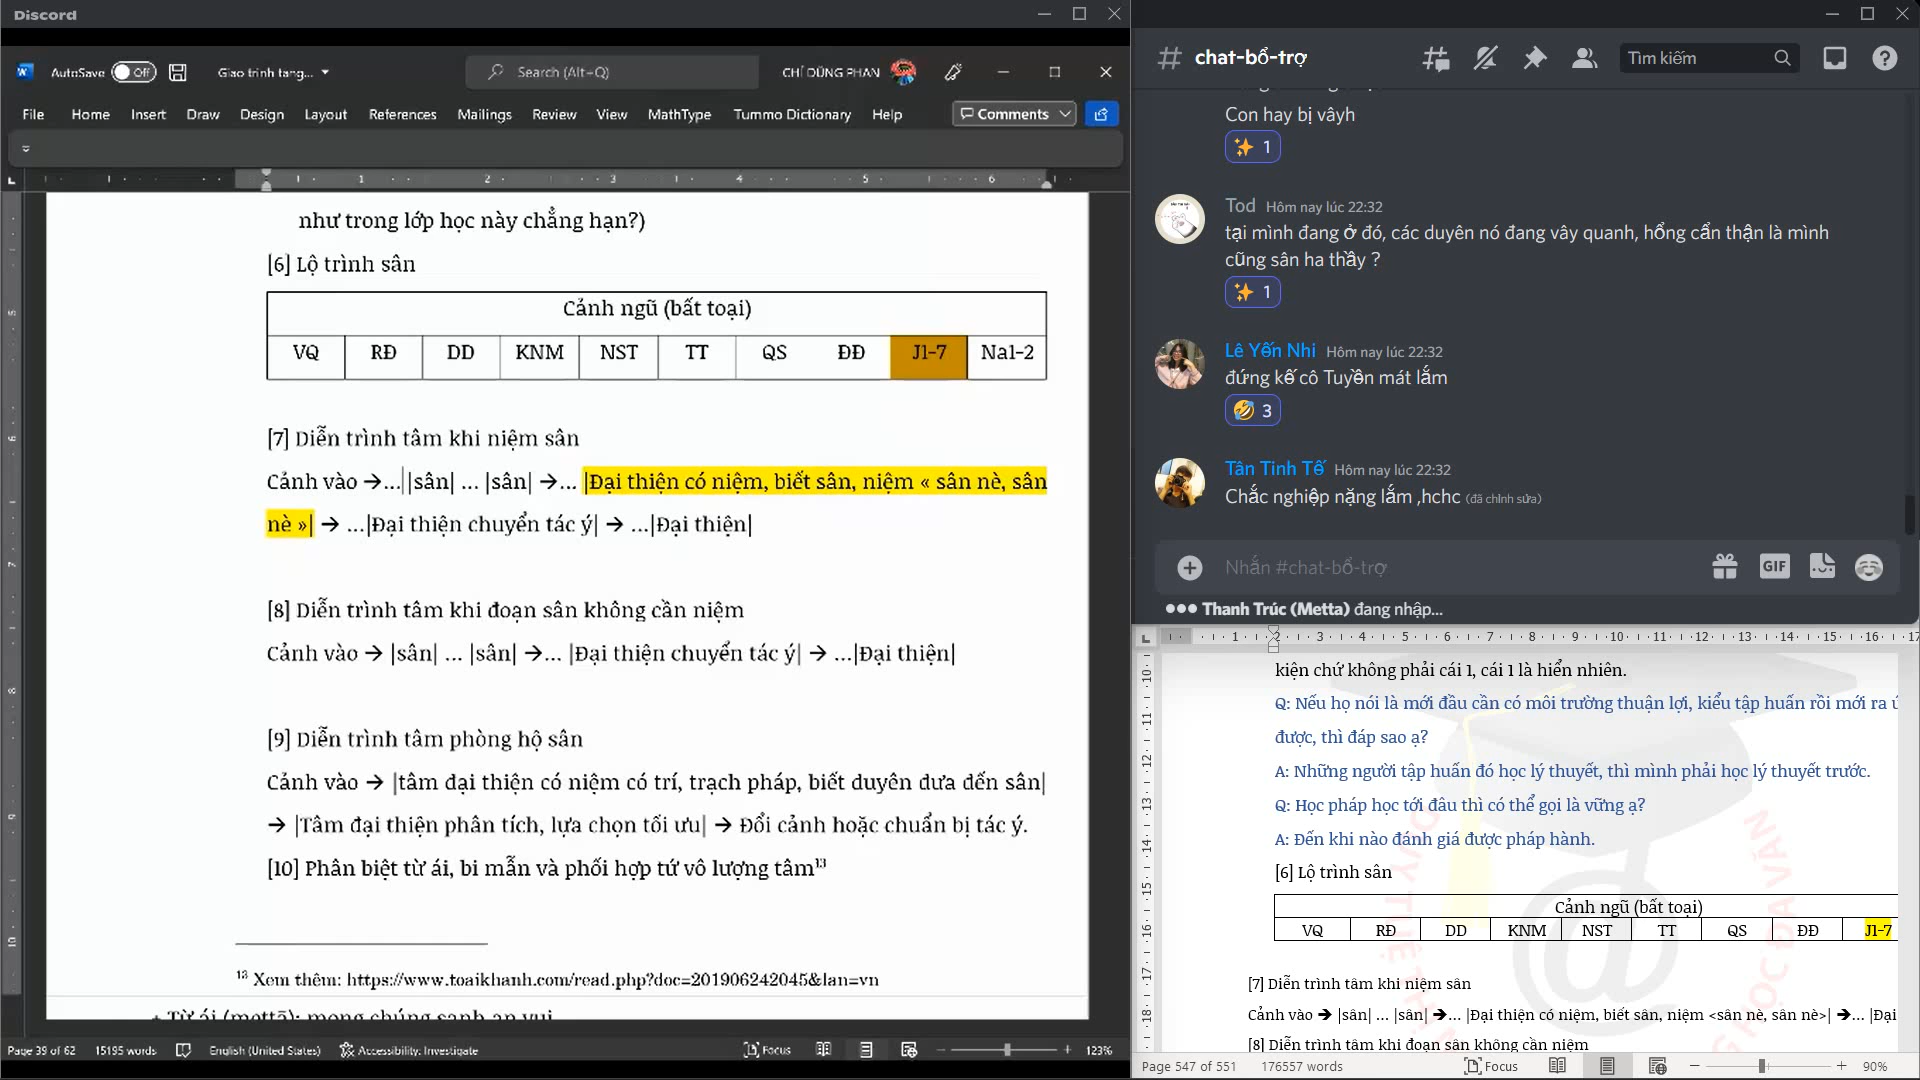 Discord
AutoSave Off Giao trinh tang... Search (Alt+Q) CHÍ DŨNG PHAN
File Home Insert Draw Design Layout References Mailings Review View MathType Tummo Dictionary Help Comments
như trong lớp học này chẳng hạn?)
[6] Lộ trình sân
Cảnh ngũ (bất toại)
VQ RĐ DD KNM NST TT QS ĐĐ J1-7 Na1-2
[7] Diễn trình tâm khi niệm sân
Cảnh vào →...||sân| ... |sân| →... |Đại thiện có niệm, biết sân, niệm « sân nè, sân
nè »| → ...|Đại thiện chuyển tác ý| → ...|Đại thiện|
[8] Diễn trình tâm khi đoạn sân không cần niệm
Cảnh vào → |sân| ... |sân| →... |Đại thiện chuyển tác ý| → ...|Đại thiện|
[9] Diễn trình tâm phòng hộ sân
Cảnh vào → |tâm đại thiện có niệm có trí, trạch pháp, biết duyên đưa đến sân|
→ |Tâm đại thiện phân tích, lựa chọn tối ưu| → Đổi cảnh hoặc chuẩn bị tác ý.
[10] Phân biệt từ ái, bi mẫn và phối hợp tứ vô lượng tâm13
13 Xem thêm: https://www.toaikhanh.com/read.php?doc=201906242045&lan=vn
+ Từ ái (mettā): mong chúng sanh an vui
Page 39 of 62 15195 words English (United States) Accessibility: Investigate Focus 123%
# chat-bổ-trợ Tìm kiếm
Con hay bị vâyh
1
Tod Hôm nay lúc 22:32
tại mình đang ở đó, các duyên nó đang vây quanh, hổng cẩn thận là mình
cũng sân ha thầy ?
1
Lê Yến Nhi Hôm nay lúc 22:32
đứng kế cô Tuyền mát lắm
3
Tân Tinh Tế Hôm nay lúc 22:32
Chắc nghiệp nặng lắm ,hchc (đã chỉnh sửa)
Nhắn #chat-bổ-trợ GIF
Thanh Trúc (Metta) đang nhập...
kiện chứ không phải cái 1, cái 1 là hiển nhiên.
Q: Nếu họ nói là mới đầu cần có môi trường thuận lợi, kiểu tập huấn rồi mới ra ứ
được, thì đáp sao ạ?
A: Những người tập huấn đó học lý thuyết, thì mình phải học lý thuyết trước.
Q: Học pháp học tới đâu thì có thể gọi là vững ạ?
A: Đến khi nào đánh giá được pháp hành.
[6] Lộ trình sân
Cảnh ngũ (bất toại)
VQ RĐ DD KNM NST TT QS ĐĐ J1-7
[7] Diễn trình tâm khi niệm sân
Cảnh vào → |sân| ... |sân| →... |Đại thiện có niệm, biết sân, niệm <sân nè, sân nè>| →... |Đại
[8] Diễn trình tâm khi đoạn sân không cần niệm
Page 547 of 551 176557 words Focus 90%